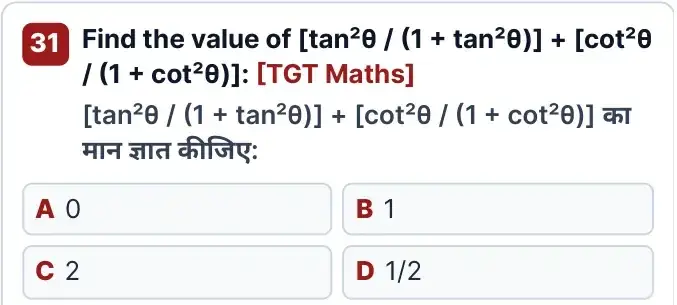 31 Find the value of [tan²θ / (1 + tan²θ)] + [cot²θ
/ (1 + cot²θ)]: [TGT Maths]
[tan²θ / (1 + tan²θ)] + [cot²θ / (1 + cot²θ)] का
मान ज्ञात कीजिए:
A 0
B 1
C 2
D 1/2